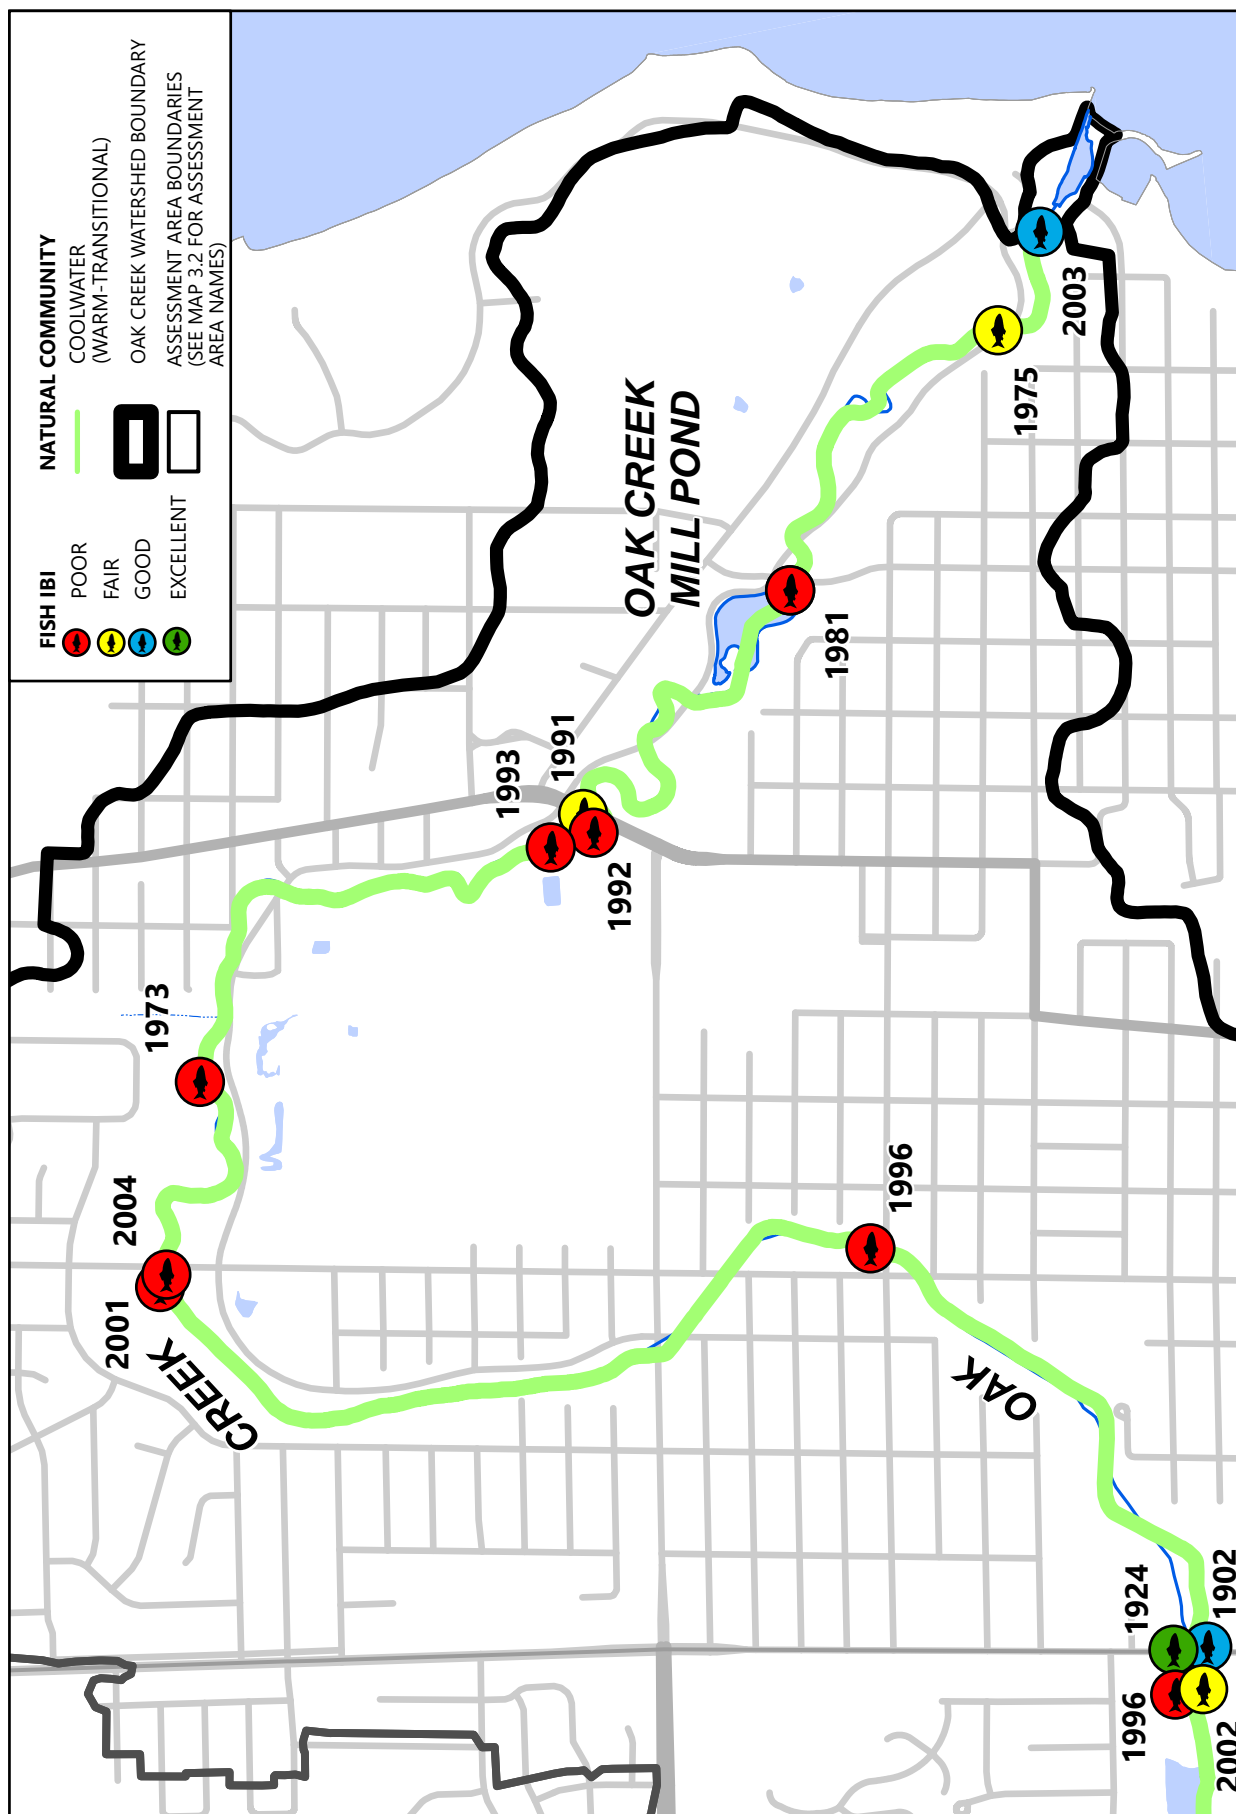 FISH IBI
POOR
FAIR
GOOD
EXCELLENT
NATURAL COMMUNITY
COOLWATER
(WARM-TRANSITIONAL)
OAK CREEK WATERSHED BOUNDARY
ASSESSMENT AREA BOUNDARIES
(SEE MAP 3.2 FOR ASSESSMENT
AREA NAMES)
OAK CREEK
MILL POND
2003
1975
1981
1991
1993
1992
1973
2004
2001
CREEK
1996
OAK
1924
1902
1996
2002